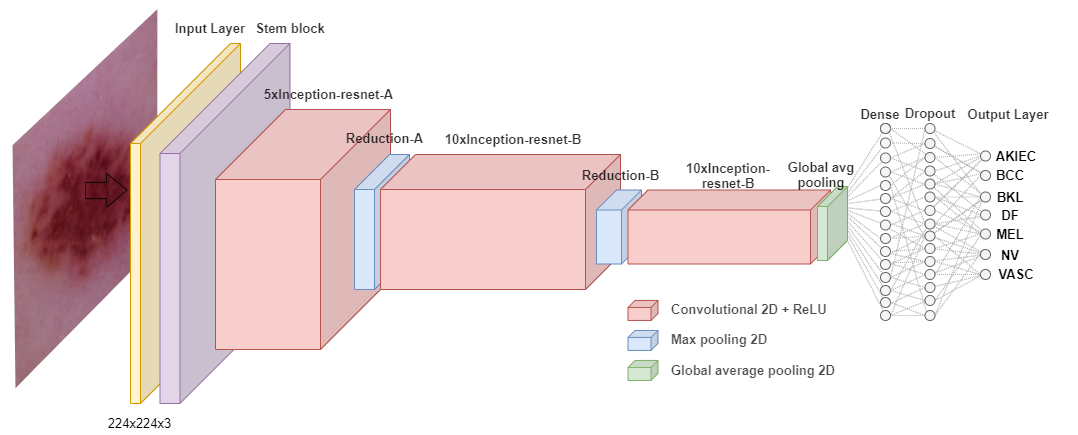 Input Layer
Stem block
5xInception-resnet-A
Reduction-A
10xInception-resnet-B
Reduction-B
10xInception-
resnet-B
Global avg
pooling
Dense
Dropout
Output Layer
AKIEC
BCC
BKL
DF
MEL
NV
VASC
Convolutional 2D + ReLU
Max pooling 2D
Global average pooling 2D
224x224x3